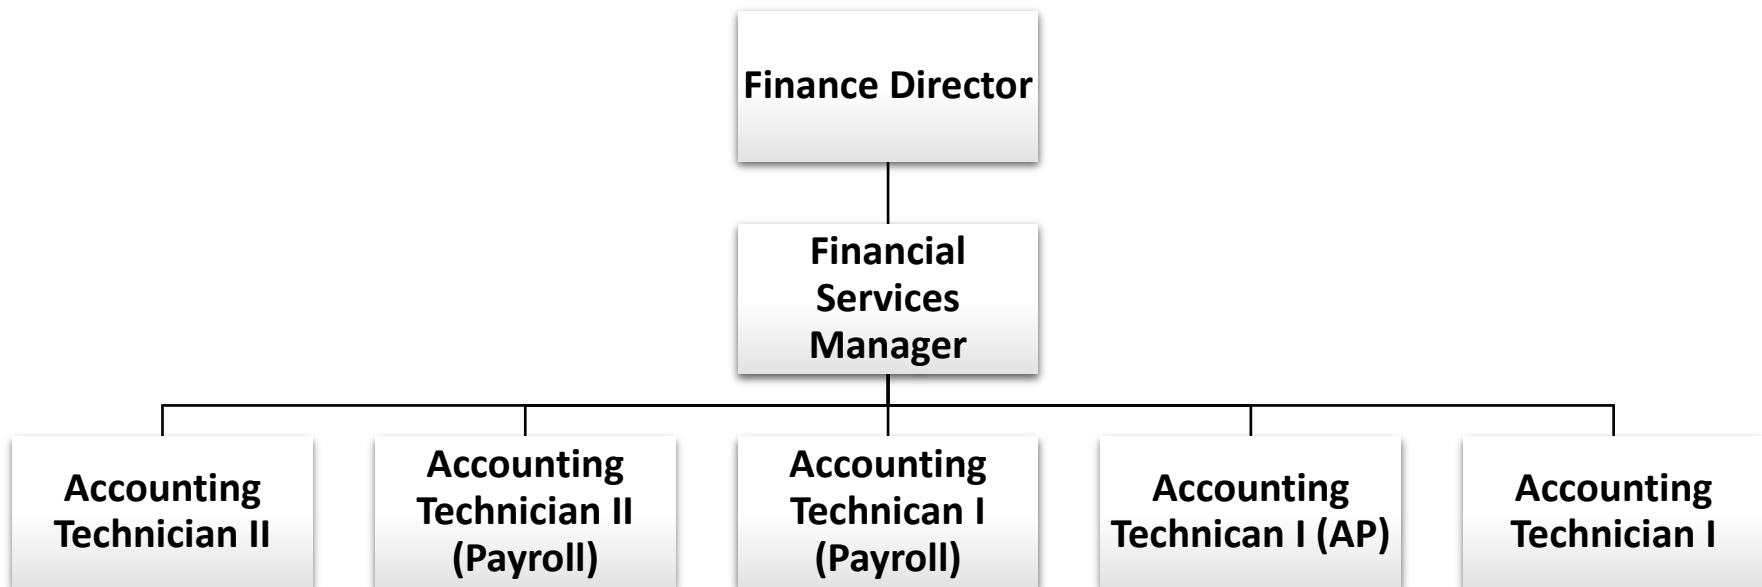 Finance Director
Financial
Services
Manager
Accounting
Technician II
Accounting
Technician II
(Payroll)
Accounting
Technican I
(Payroll)
Accounting
Technican I (AP)
Accounting
Technician I